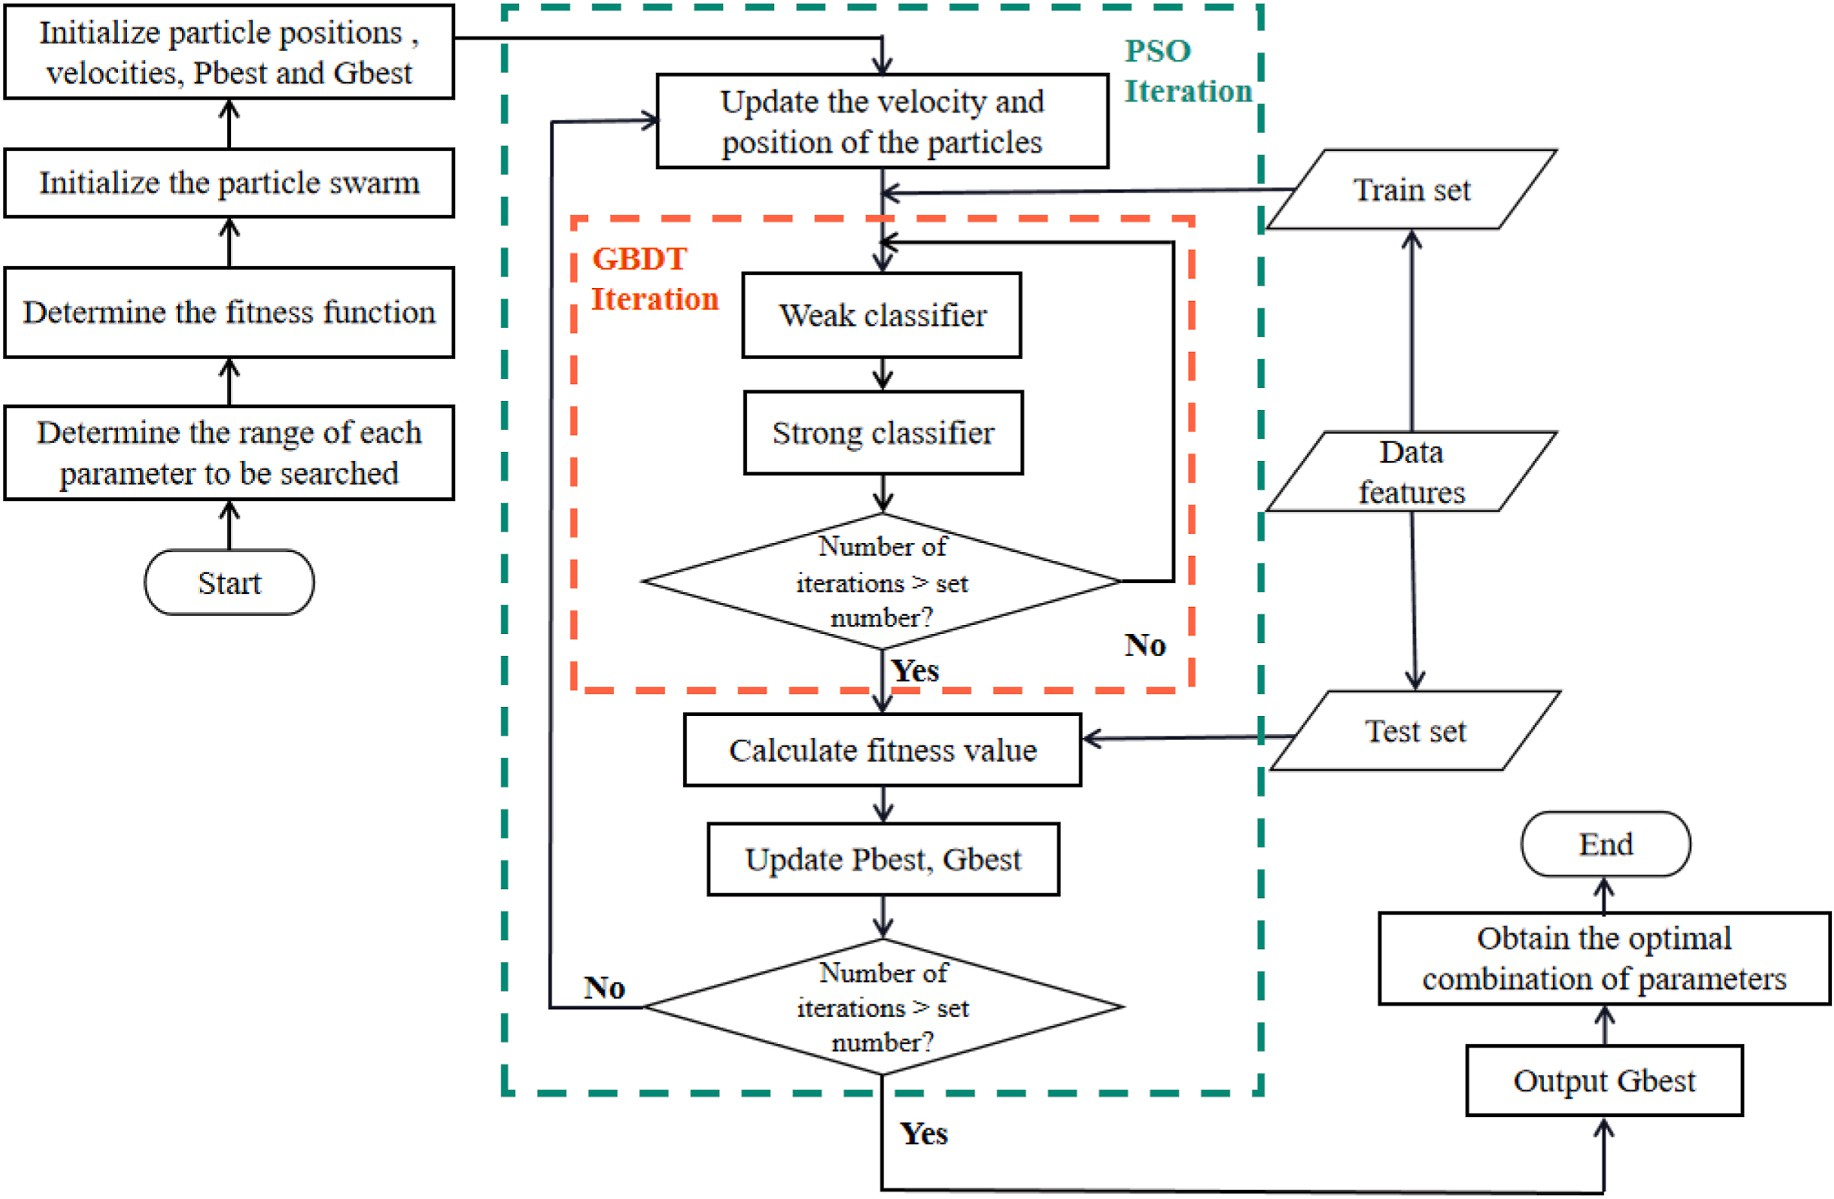 Initialize particle positions ,
velocities, Pbest and Gbest
Initialize the particle swarm
Determine the fitness function
Determine the range of each
parameter to be searched
Start
PSO
Iteration
Update the velocity and
position of the particles
GBDT
Iteration
Weak classifier
Strong classifier
Number of
iterations > set
number?
No
Yes
Calculate fitness value
Update Pbest, Gbest
Number of
iterations > set
number?
No
Yes
Train set
Data
features
Test set
End
Obtain the optimal
combination of parameters
Output Gbest